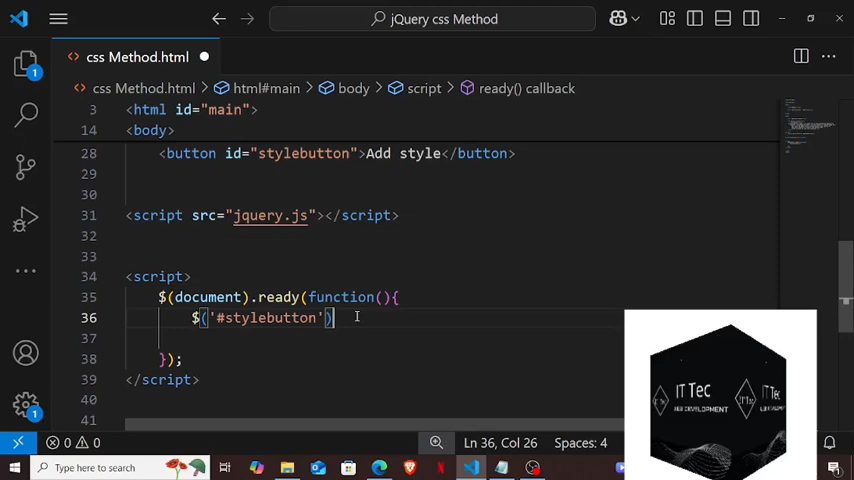 jQuery css Method
css Method.html
css Method.html > html#main > body > script > ready() callback
3 <html id="main">
14 <body>
28 <button id="stylebutton">Add style</button>
29
30
31 <script src="jquery.js"></script>
32
33
34 <script>
35 $(document).ready(function(){
36 $('#stylebutton')
37
38 });
39 </script>
40
41
1
1
IT Tec
WEB DEVELOPMENT
IT Tec
0 0
Ln 36, Col 26
Spaces: 4
Type here to search